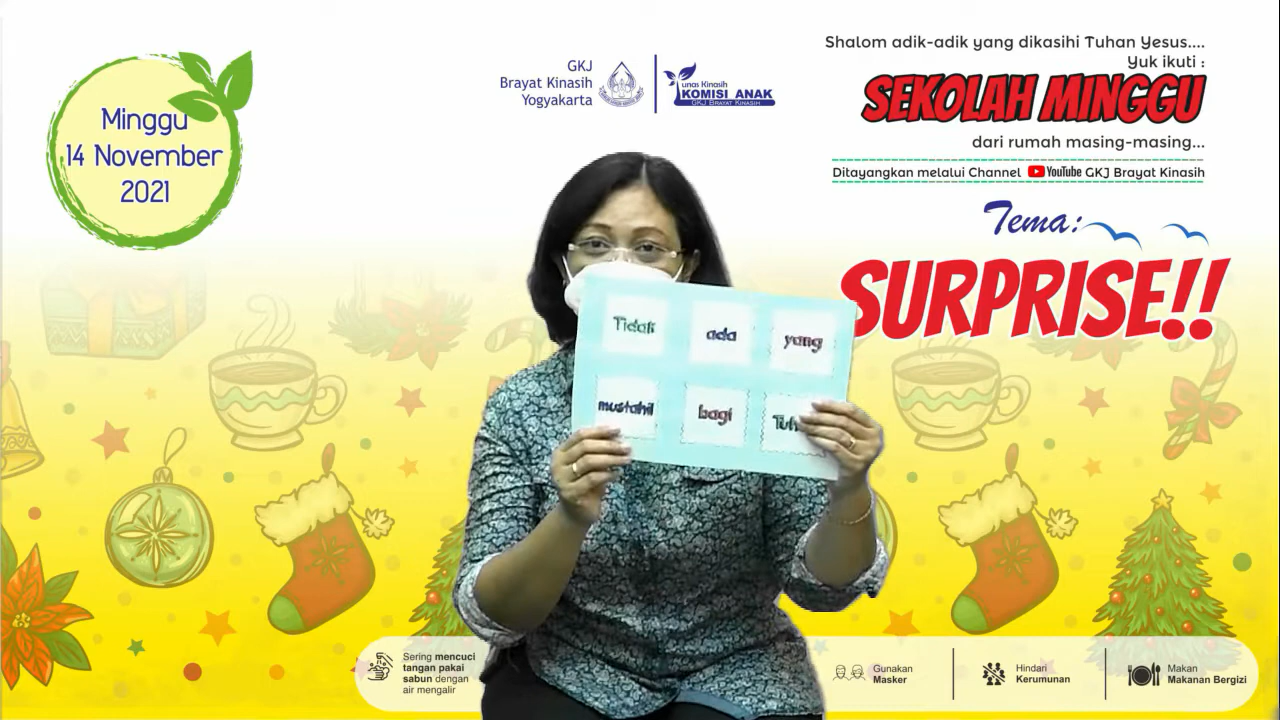 Minggu
14 November
2021
GKJ
Brayat Kinasih
Yogyakarta
unas Kinasih
KOMISI ANAK
GKJ BRAYAT KINASIH
Shalom adik-adik yang dikasihi Tuhan Yesus....
Yuk ikuti :
SEKOLAH MINGGU
dari rumah masing-masing...
Ditayangkan melalui Channel YouTube GKJ Brayat Kinasih
Tema:
SURPRISE!!
Tidak ada yang
mustahil bagi
Sering mencuci
tangan pakai
sabun dengan
air mengalir
Gunakan
Masker
Hindari
Kerumunan
Makan
Makanan Bergizi